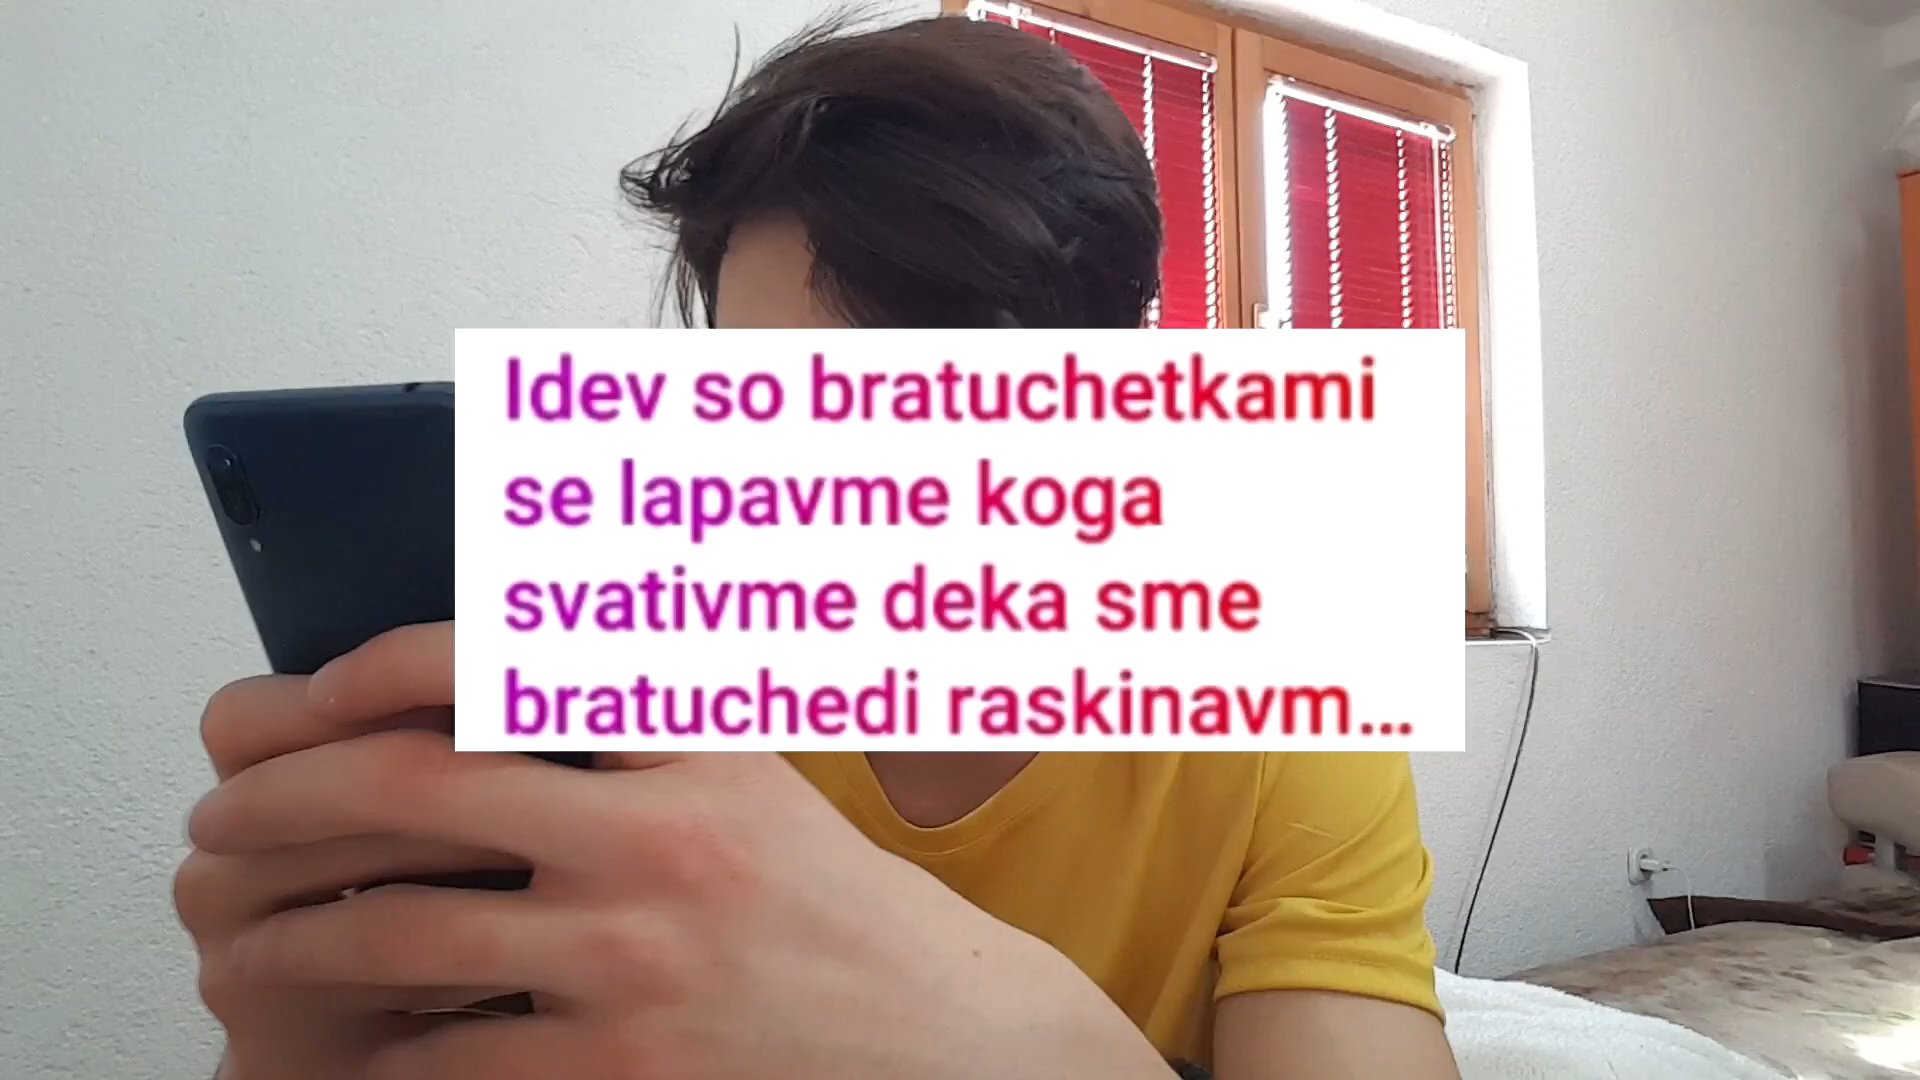 Idev so bratuchetkami
se lapavme koga
svativme deka sme
bratuchedi raskinavm...